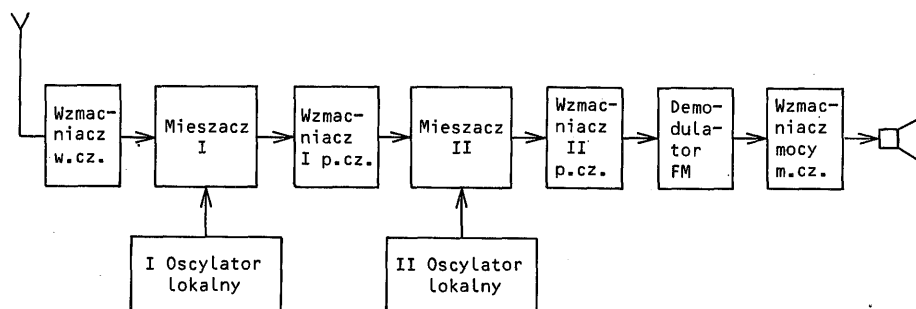 Wzmac-
niacz
w.cz.
Mieszacz
I
Wzmac-
niacz
I p.cz.
Mieszacz
II
Wzmac-
niacz
II
p.cz.
Demo-
dula-
tor
FM
Wzmac-
niacz
mocy
m.cz.
I Oscylator
lokalny
II Oscylator
lokalny